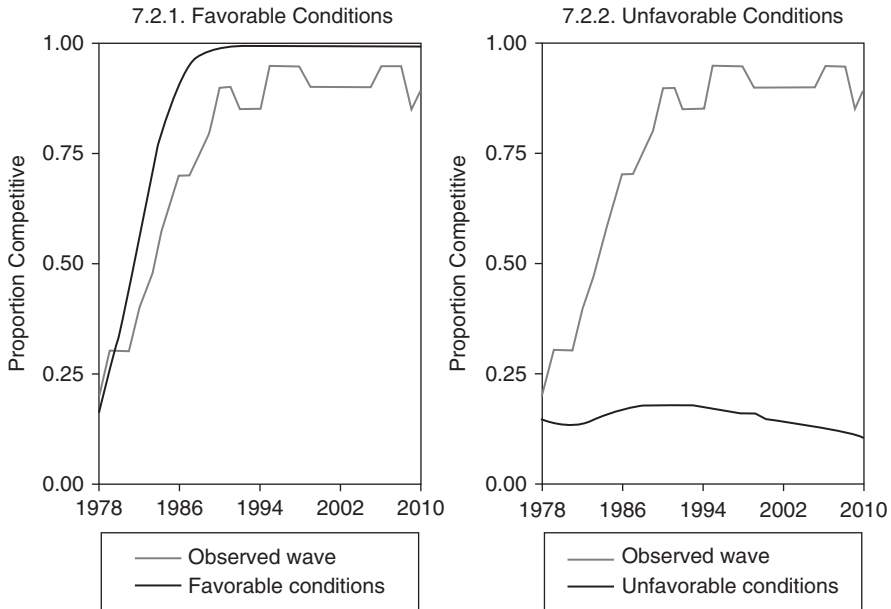 7.2.1. Favorable Conditions
Proportion Competitive
1.00
0.75
0.50
0.25
0.00
1978 1986 1994 2002 2010
Observed wave
Favorable conditions
7.2.2. Unfavorable Conditions
Proportion Competitive
1.00
0.75
0.50
0.25
0.00
1978 1986 1994 2002 2010
Observed wave
Unfavorable conditions